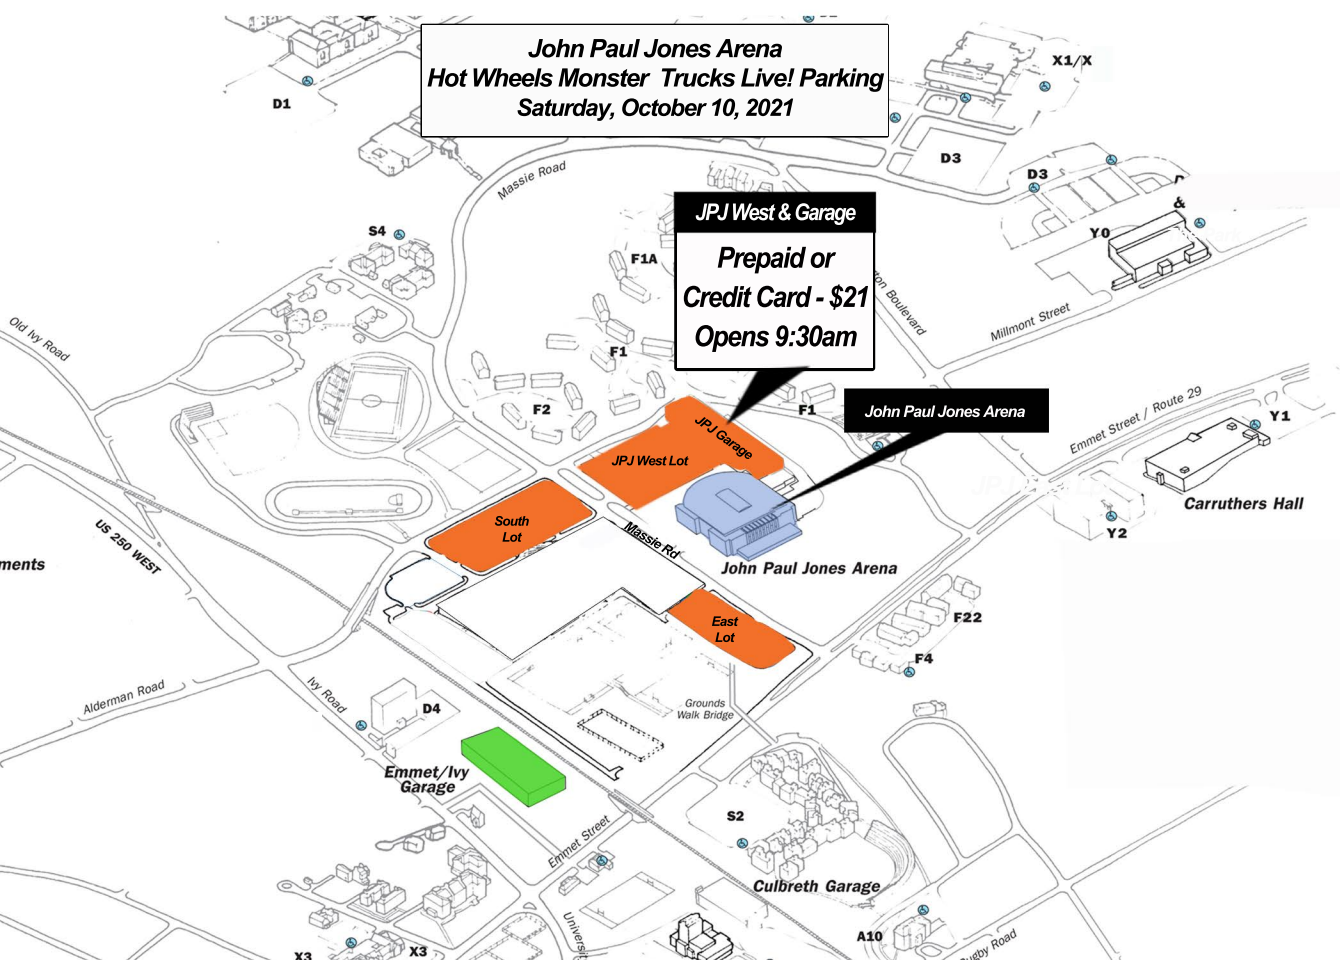 John Paul Jones Arena
Hot Wheels Monster Trucks Live! Parking
Saturday, October 10, 2021
X1/X
D1
D3
D3
Massie Road
&
JPJ West & Garage
Prepaid or
Credit Card - $21
Opens 9:30am
S4
Y0
F1A
Boulevard
Millmont Street
Old Ivy Road
F1
F2
F1
John Paul Jones Arena
Emmet Street / Route 29
Y1
JPJ Garage
JPJ West Lot
Carruthers Hall
South
Lot
Massie Rd
Y2
US 250 WEST
John Paul Jones Arena
ments
East
Lot
F22
F4
Alderman Road
Ivy Road
D4
Grounds
Walk Bridge
Emmet/Ivy
Garage
Emmet Street
S2
Culbreth Garage
A10
X3
X3